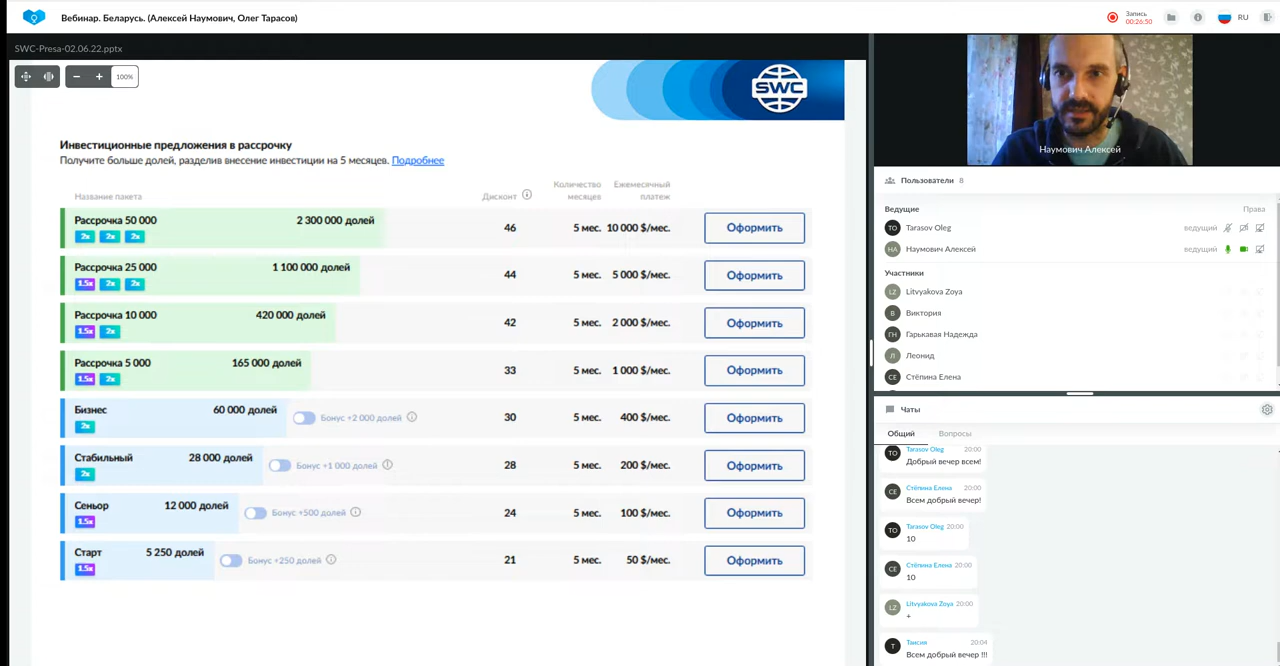 Вебинар. Беларусь. (Алексей Наумович, Олег Тарасов)
Запись
00:26:50
RU
SWC-Presa-02.06.22.pptx
100%
SWC
Инвестиционные предложения в рассрочку
Получите больше долей, разделив внесение инвестиции на 5 месяцев. Подробнее
Название пакета Дисконт Количество месяцев Ежемесячный платеж
Рассрочка 50 000 2 300 000 долей 46 5 мес. 10 000 $/мес. Оформить
2x 2x 2x
Рассрочка 25 000 1 100 000 долей 44 5 мес. 5 000 $/мес. Оформить
1.5x 2x 2x
Рассрочка 10 000 420 000 долей 42 5 мес. 2 000 $/мес. Оформить
1.5x 2x
Рассрочка 5 000 165 000 долей 33 5 мес. 1 000 $/мес. Оформить
1.5x 2x
Бизнес 60 000 долей Бонус +2 000 долей 30 5 мес. 400 $/мес. Оформить
2x
Стабильный 28 000 долей Бонус +1 000 долей 28 5 мес. 200 $/мес. Оформить
2x
Сеньор 12 000 долей Бонус +500 долей 24 5 мес. 100 $/мес. Оформить
1.5x
Старт 5 250 долей Бонус +250 долей 21 5 мес. 50 $/мес. Оформить
1.5x
Наумович Алексей
Пользователи 8
Ведущие Права
TO Tarasov Oleg ведущий
НА Наумович Алексей ведущий
Участники
LZ Litvyakova Zoya
В Виктория
ГН Гарькавая Надежда
Л Леонид
СЕ Стёпина Елена
Чаты
Общий Вопросы
TO Tarasov Oleg 20:00
Добрый вечер всем!
СЕ Стёпина Елена 20:00
Всем добрый вечер!
TO Tarasov Oleg 20:00
10
СЕ Стёпина Елена 20:00
10
LZ Litvyakova Zoya 20:00
+
Т Таисия 20:04
Всем добрый вечер !!!